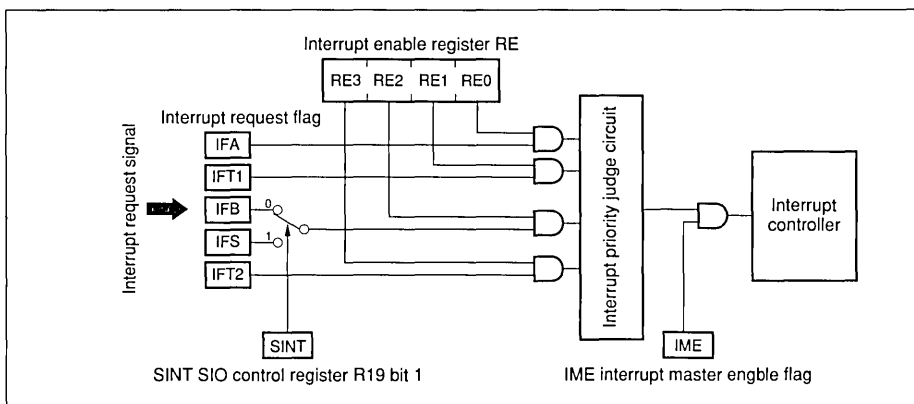 Interrupt enable register RE
RE3 RE2 RE1 RE0
Interrupt request flag
Interrupt request signal
IFA
IFT1
IFB
0
IFS
1
IFT2
SINT
SINT SIO control register R19 bit 1
Interrupt priority judge circuit
IME
IME interrupt master engble flag
Interrupt
controller